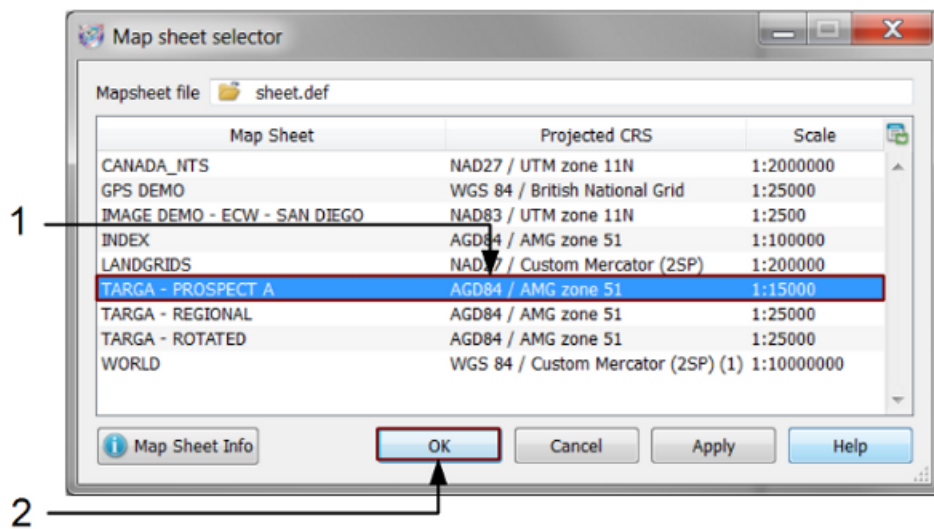 Map sheet selector
Mapsheet file sheet.def
Map Sheet Projected CRS Scale
CANADA_NTS NAD27 / UTM zone 11N 1:2000000
GPS DEMO WGS 84 / British National Grid 1:25000
IMAGE DEMO - ECW - SAN DIEGO NAD83 / UTM zone 11N 1:2500
1
INDEX AGD84 / AMG zone 51 1:100000
LANDGRIDS NAD27 / Custom Mercator (2SP) 1:200000
TARGA - PROSPECT A AGD84 / AMG zone 51 1:15000
TARGA - REGIONAL AGD84 / AMG zone 51 1:25000
TARGA - ROTATED AGD84 / AMG zone 51 1:25000
WORLD WGS 84 / Custom Mercator (2SP) (1) 1:10000000
Map Sheet Info OK Cancel Apply Help
2